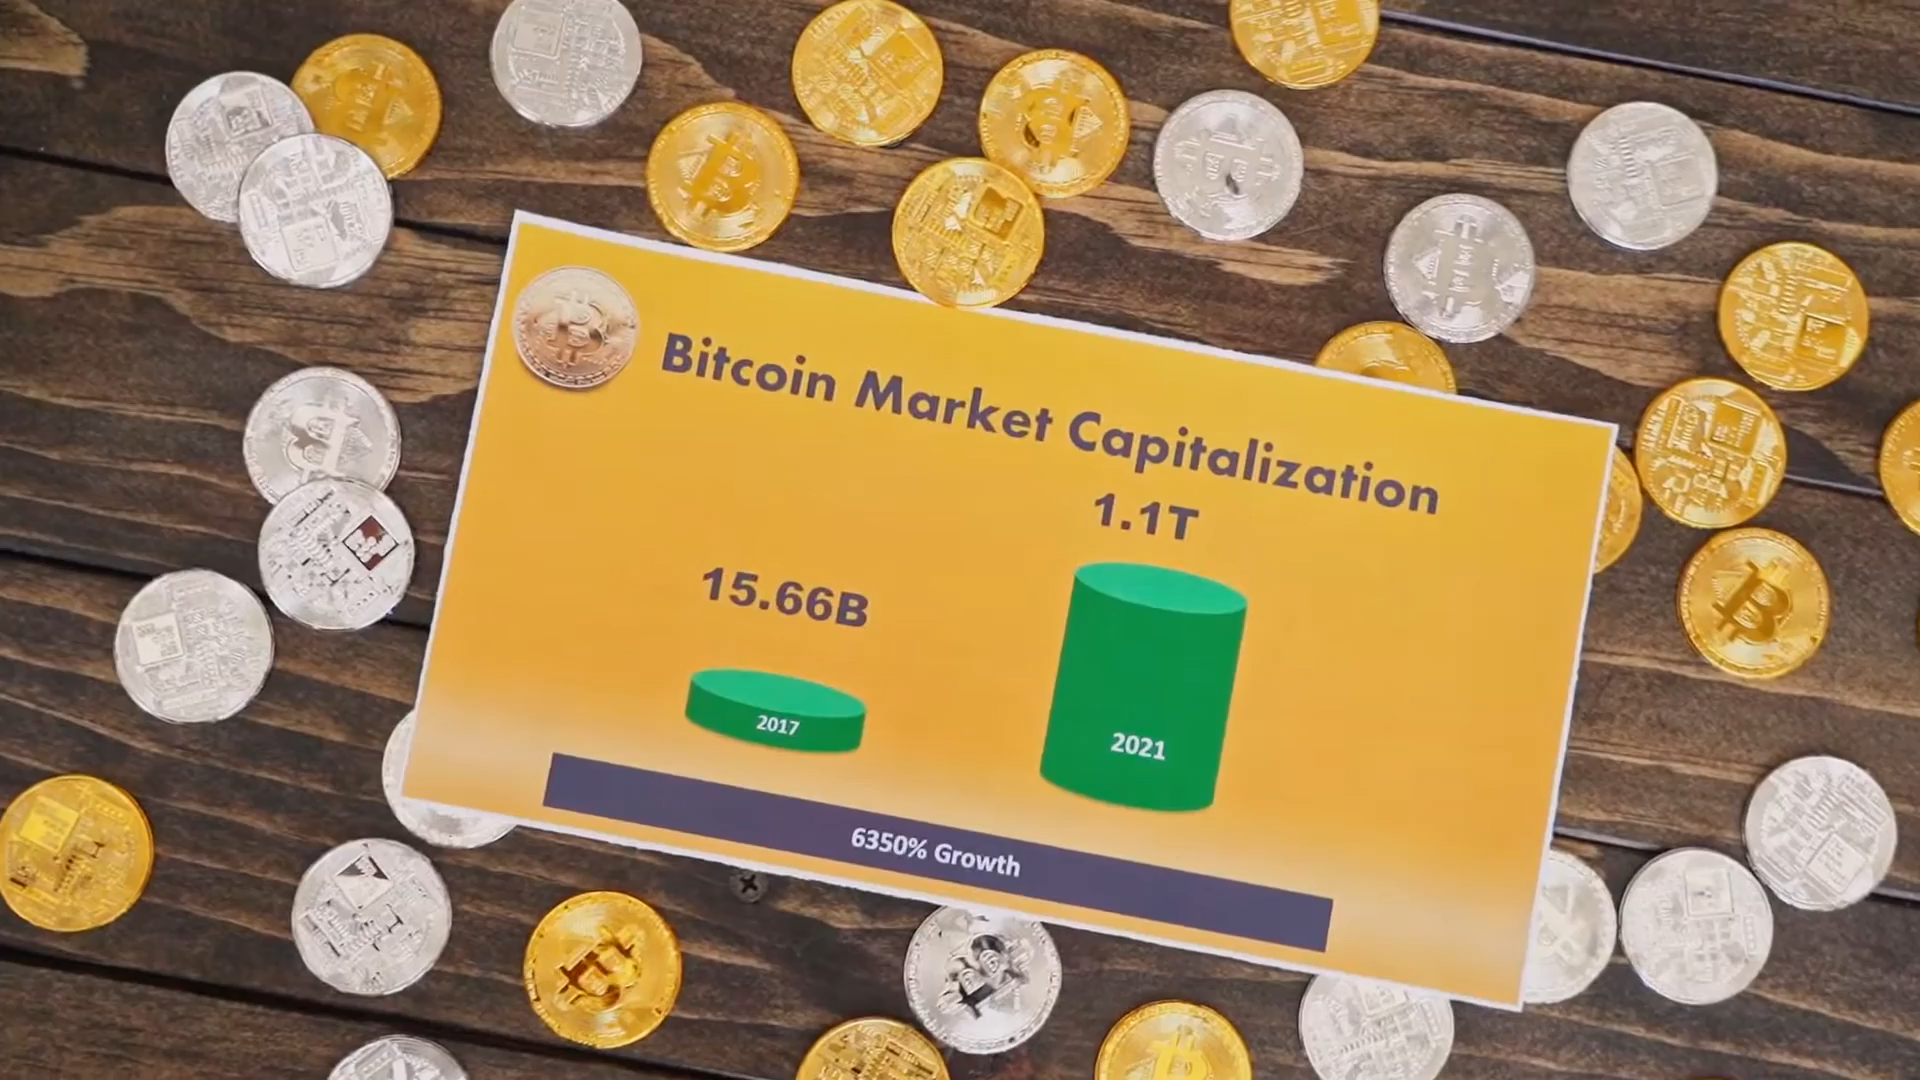 Bitcoin Market Capitalization
1.1T
15.66B
2017
2021
6350% Growth